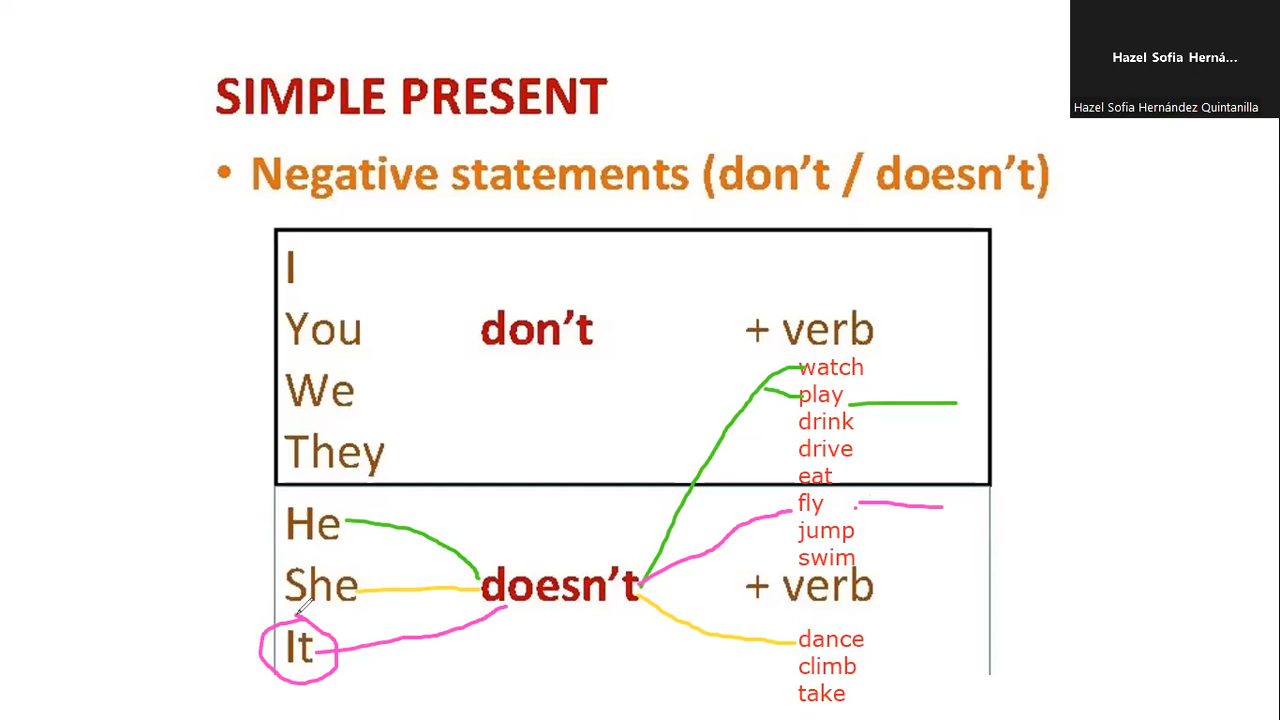 Hazel Sofia Herná...
Hazel Sofia Hernández Quintanilla
SIMPLE PRESENT
• Negative statements (don't / doesn't)
I
You don't + verb
We
They
watch
play
drink
drive
eat
fly
jump
swim
He
She doesn't + verb
It
dance
climb
take